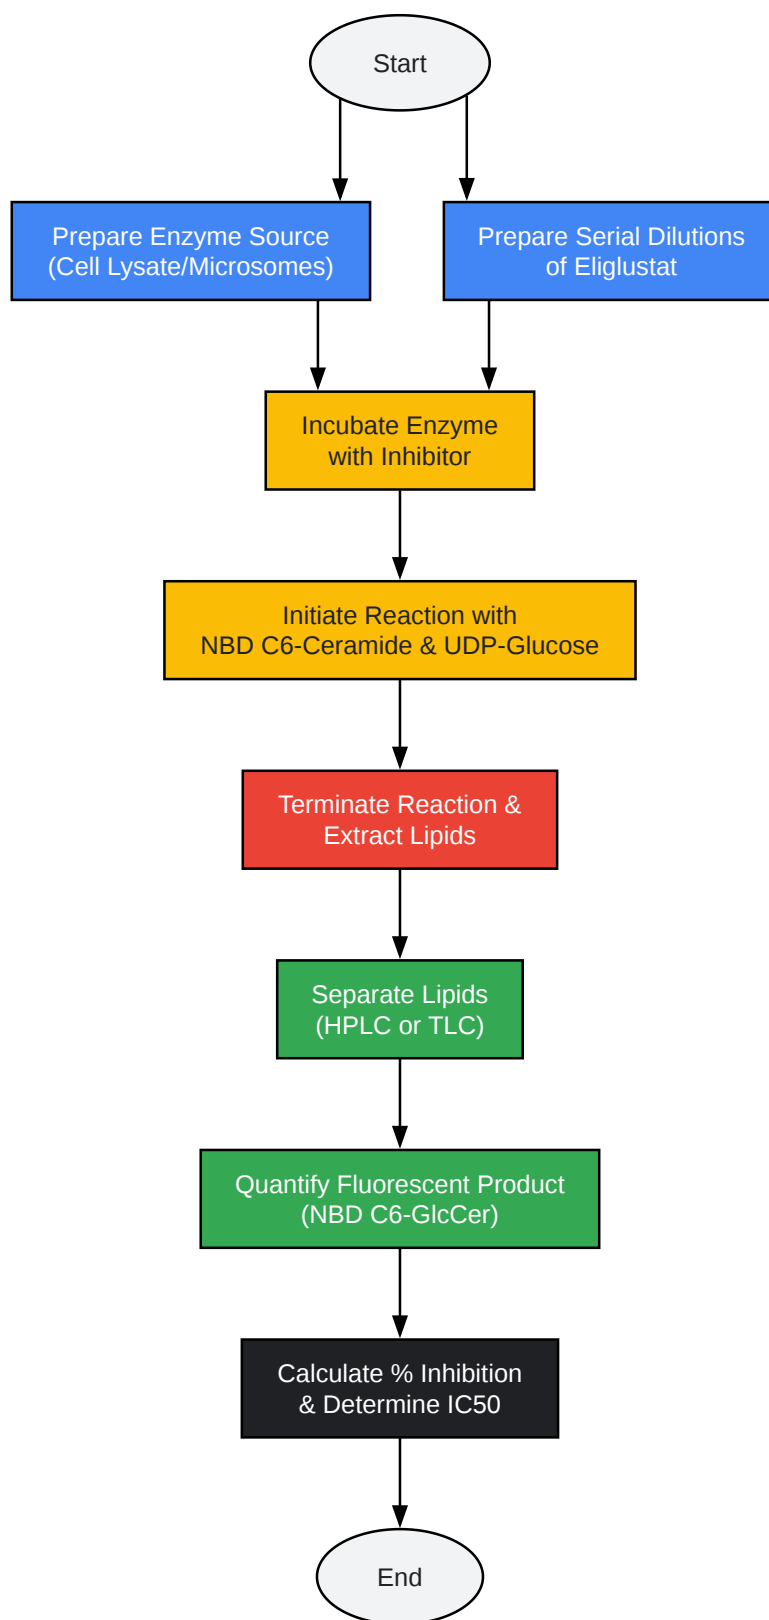 Start
Prepare Enzyme Source
(Cell Lysate/Microsomes)
Prepare Serial Dilutions
of Eliglustat
Incubate Enzyme
with Inhibitor
Initiate Reaction with
NBD C6-Ceramide & UDP-Glucose
Terminate Reaction &
Extract Lipids
Separate Lipids
(HPLC or TLC)
Quantify Fluorescent Product
(NBD C6-GlcCer)
Calculate % Inhibition
& Determine IC50
End